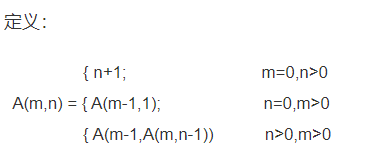 定义：
{ n+1; m=0,n>0
A(m,n) = { A(m-1,1); n=0,m>0
{ A(m-1,A(m,n-1)) n>0,m>0